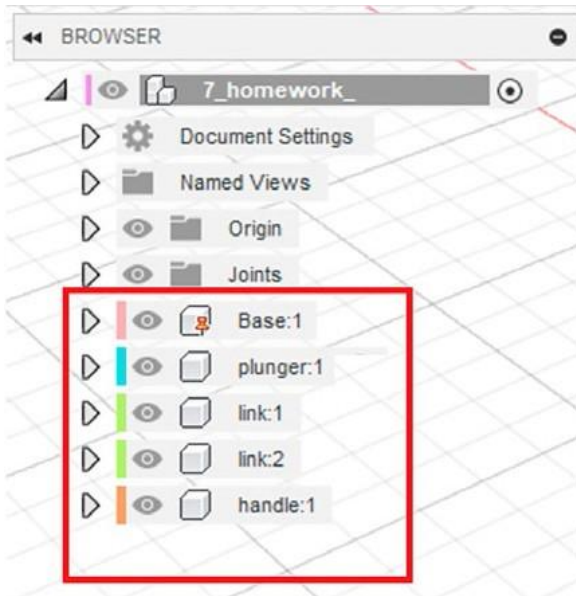 BROWSER
7_homework_
Document Settings
Named Views
Origin
Joints
Base:1
plunger:1
link:1
link:2
handle:1